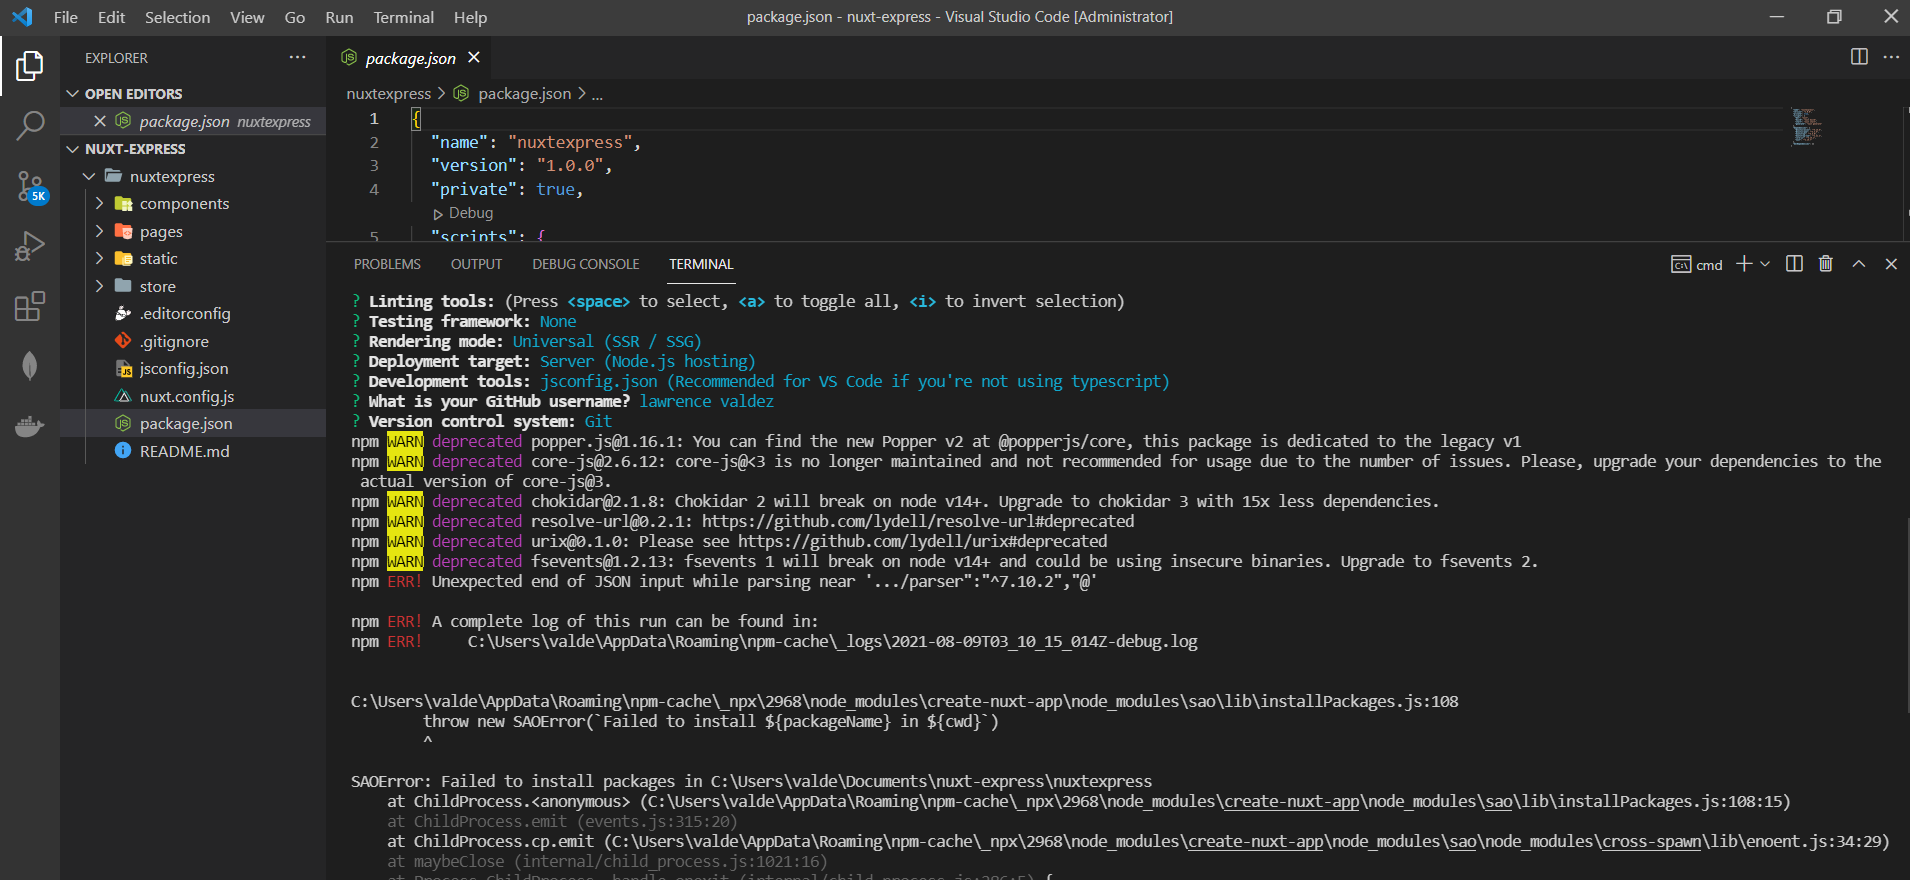 File Edit Selection View Go Run Terminal Help
package.json - nuxt-express - Visual Studio Code [Administrator]
EXPLORER
OPEN EDITORS
package.json nuxtexpress
NUXT-EXPRESS
nuxtexpress
components
pages
static
store
.editorconfig
.gitignore
jsconfig.json
nuxt.config.js
package.json
README.md
5K
package.json
nuxtexpress > package.json > ...
1 {
2 "name": "nuxtexpress",
3 "version": "1.0.0",
4 "private": true,
Debug
5 "scripts": {
PROBLEMS OUTPUT DEBUG CONSOLE TERMINAL
cmd
? Linting tools: (Press <space> to select, <a> to toggle all, <i> to invert selection)
? Testing framework: None
? Rendering mode: Universal (SSR / SSG)
? Deployment target: Server (Node.js hosting)
? Development tools: jsconfig.json (Recommended for VS Code if you're not using typescript)
? What is your GitHub username? lawrence valdez
? Version control system: Git
npm WARN deprecated popper.js@1.16.1: You can find the new Popper v2 at @popperjs/core, this package is dedicated to the legacy v1
npm WARN deprecated core-js@2.6.12: core-js@<3 is no longer maintained and not recommended for usage due to the number of issues. Please, upgrade your dependencies to the
actual version of core-js@3.
npm WARN deprecated chokidar@2.1.8: Chokidar 2 will break on node v14+. Upgrade to chokidar 3 with 15x less dependencies.
npm WARN deprecated resolve-url@0.2.1: https://github.com/lydell/resolve-url#deprecated
npm WARN deprecated urix@0.1.0: Please see https://github.com/lydell/urix#deprecated
npm WARN deprecated fsevents@1.2.13: fsevents 1 will break on node v14+ and could be using insecure binaries. Upgrade to fsevents 2.
npm ERR! Unexpected end of JSON input while parsing near '.../parser":"^7.10.2","@'
npm ERR! A complete log of this run can be found in:
npm ERR! C:\Users\valde\AppData\Roaming\npm-cache\_logs\2021-08-09T03_10_15_014Z-debug.log
C:\Users\valde\AppData\Roaming\npm-cache\_npx\2968\node_modules\create-nuxt-app\node_modules\sao\lib\installPackages.js:108
throw new SAOError(`Failed to install ${packageName} in ${cwd}`)
^
SAOError: Failed to install packages in C:\Users\valde\Documents\nuxt-express\nuxtexpress
at ChildProcess.<anonymous> (C:\Users\valde\AppData\Roaming\npm-cache\_npx\2968\node_modules\create-nuxt-app\node_modules\sao\lib\installPackages.js:108:15)
at ChildProcess.emit (events.js:315:20)
at ChildProcess.cp.emit (C:\Users\valde\AppData\Roaming\npm-cache\_npx\2968\node_modules\create-nuxt-app\node_modules\sao\node_modules\cross-spawn\lib\enoent.js:34:29)
at maybeClose (internal/child_process.js:1021:16)
at Process.ChildProcess._handle.onexit (internal/child_process.js:286:5) {